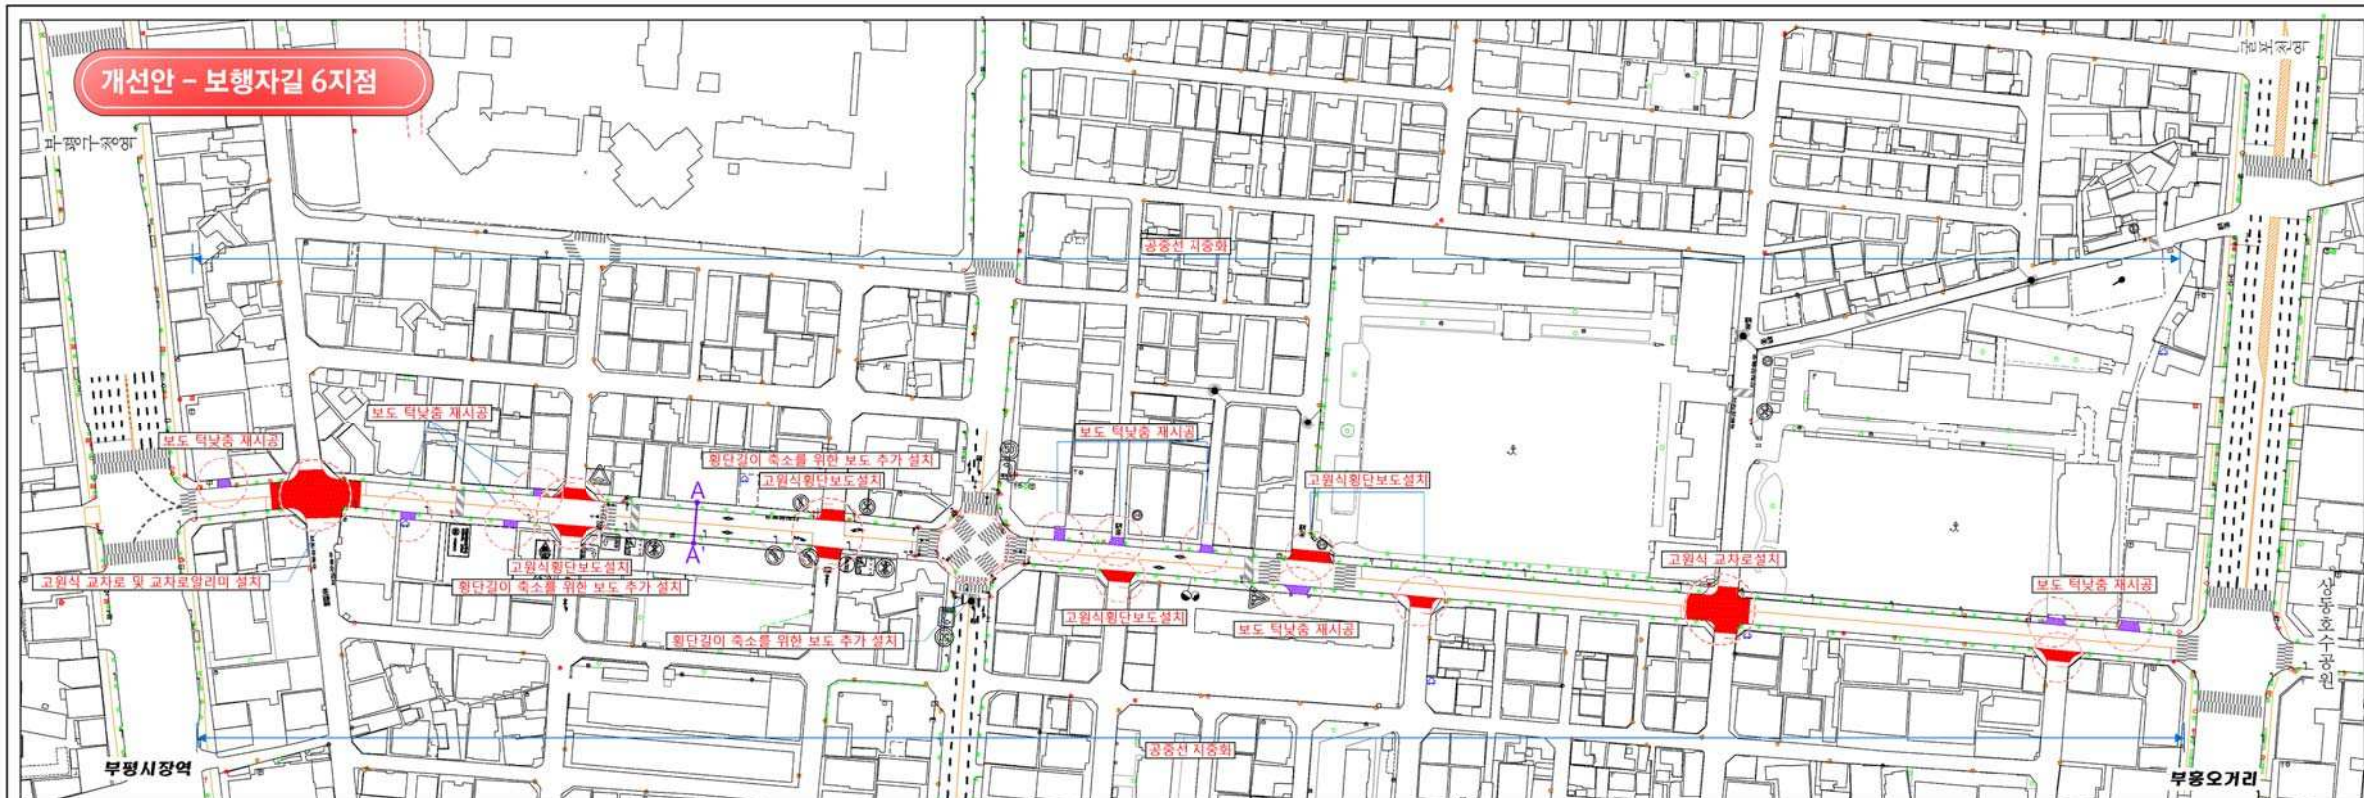 개선안 – 보행자길 6지점
굴포천역
부평구청역
공중선 지중화
보도 턱낮춤 재시공
보도 턱낮춤 재시공
보도 턱낮춤 재시공
횡단길이 축소를 위한 보도 추가 설치
고원식횡단보도설치
고원식횡단보도설치
A
A'
고원식 교차로 및 교차로알리미 설치
고원식횡단보도설치
횡단길이 축소를 위한 보도 추가 설치
고원식 교차로설치
보도 턱낮춤 재시공
고원식횡단보도설치
보도 턱낮춤 재시공
횡단길이 축소를 위한 보도 추가 설치
상동호수공원
공중선 지중화
부평시장역
부흥오거리